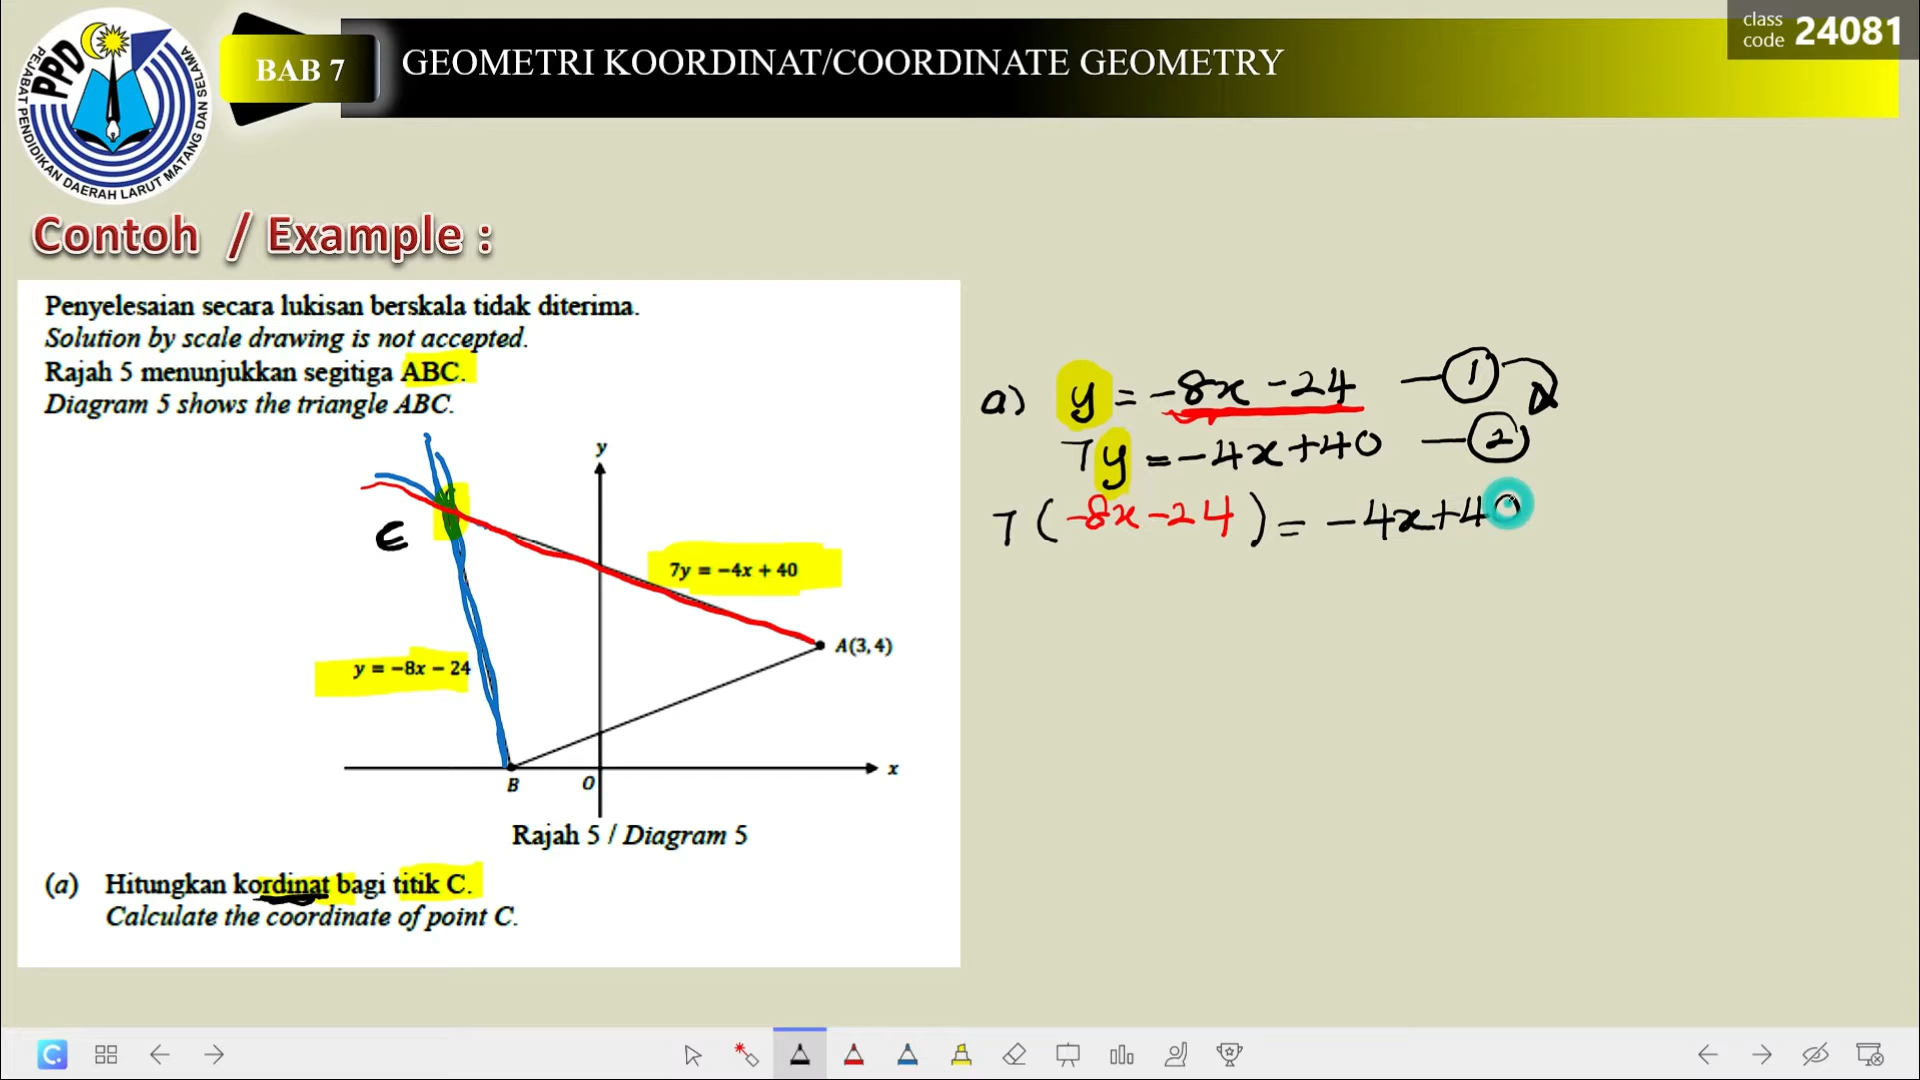 class code 24081
PPD
PEJABAT PENDIDIKAN DAERAH LARUT MATANG DAN SELAMA
BAB 7
GEOMETRI KOORDINAT/COORDINATE GEOMETRY
Contoh / Example :
Penyelesaian secara lukisan berskala tidak diterima.
Solution by scale drawing is not accepted.
Rajah 5 menunjukkan segitiga ABC.
Diagram 5 shows the triangle ABC.
y
C
7y = −4x + 40
A(3, 4)
y = −8x − 24
x
B
O
Rajah 5 / Diagram 5
(a) Hitungkan kordinat bagi titik C.
Calculate the coordinate of point C.
a) y = -8x -24 — 1
7y = -4x+40 — 2
7(-8x-24) = -4x+40